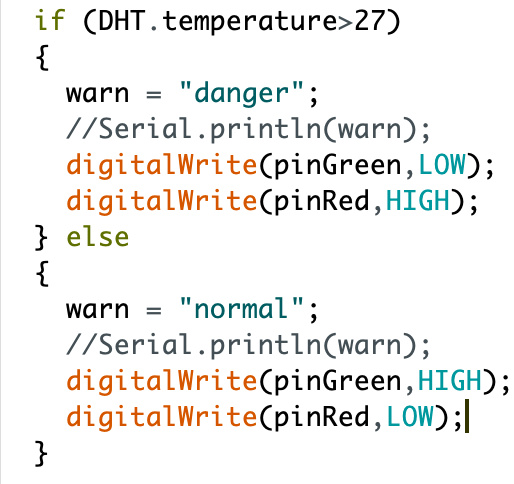 if (DHT.temperature>27)
{
  warn = "danger";
  //Serial.println(warn);
  digitalWrite(pinGreen,LOW);
  digitalWrite(pinRed,HIGH);
} else
{
  warn = "normal";
  //Serial.println(warn);
  digitalWrite(pinGreen,HIGH);
  digitalWrite(pinRed,LOW);
}